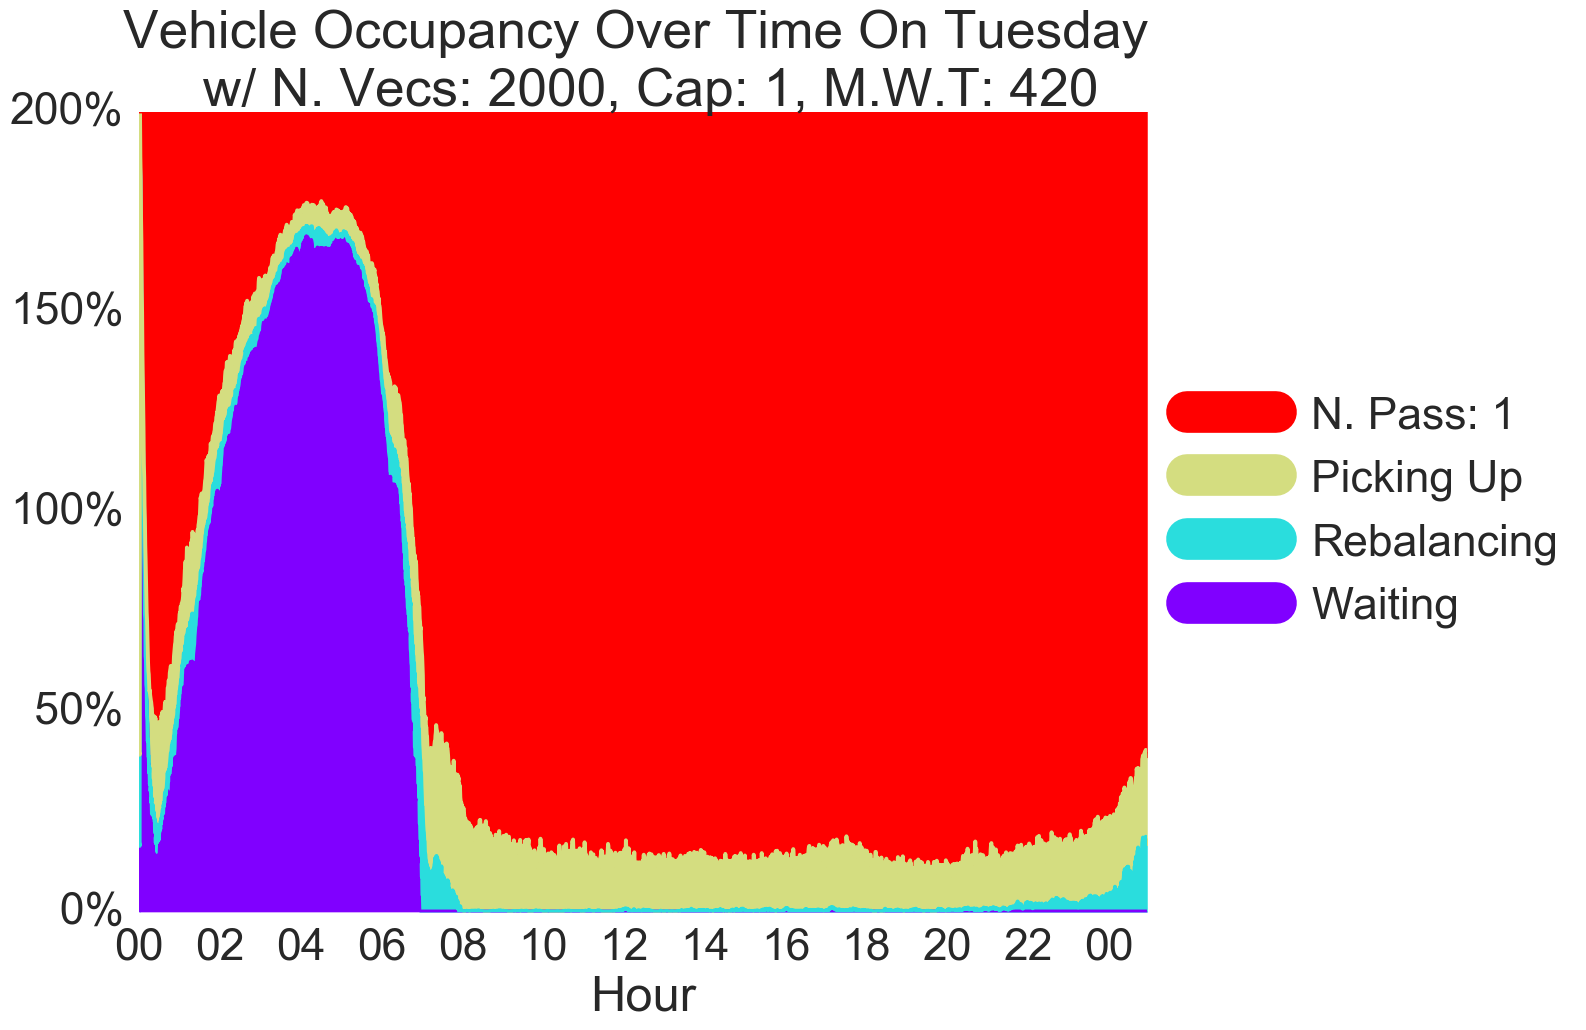 Vehicle Occupancy Over Time On Tuesday
w/ N. Vecs: 2000, Cap: 1, M.W.T: 420
200%
150%
100%
50%
0%
00 02 04 06 08 10 12 14 16 18 20 22 00
Hour
N. Pass: 1
Picking Up
Rebalancing
Waiting